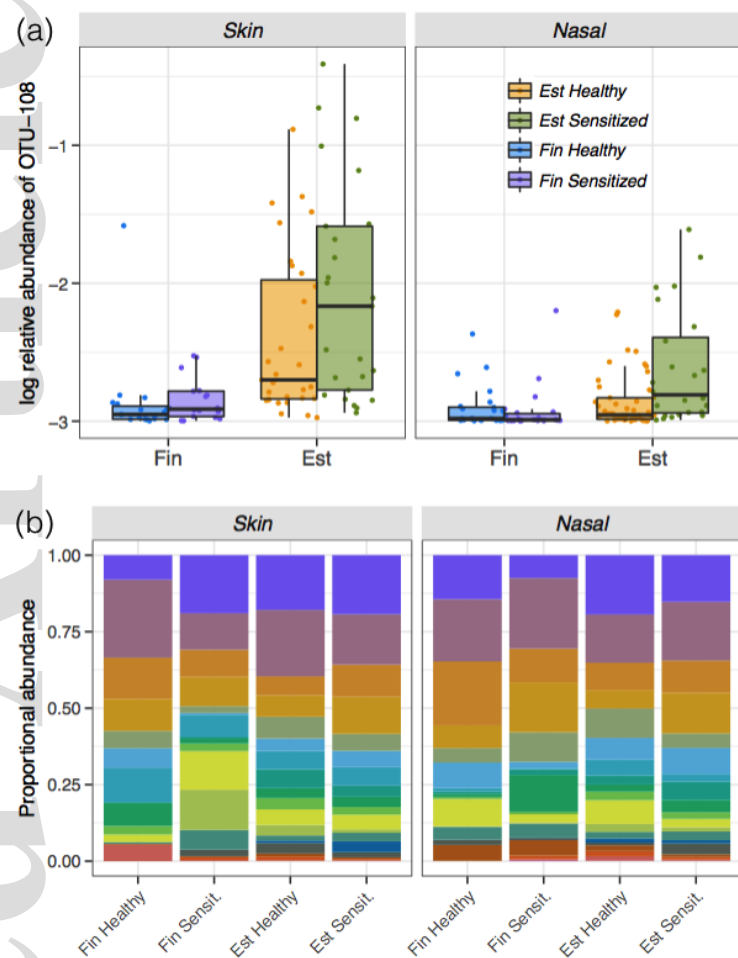 (a)
Skin
Nasal
log relative abundance of OTU−108
−1
−2
−3
Est Healthy
Est Sensitized
Fin Healthy
Fin Sensitized
Fin
Est
Fin
Est
(b)
Skin
Nasal
Proportional abundance
1.00
0.75
0.50
0.25
0.00
Fin Healthy
Fin Sensit.
Est Healthy
Est Sensit.
Fin Healthy
Fin Sensit.
Est Healthy
Est Sensit.